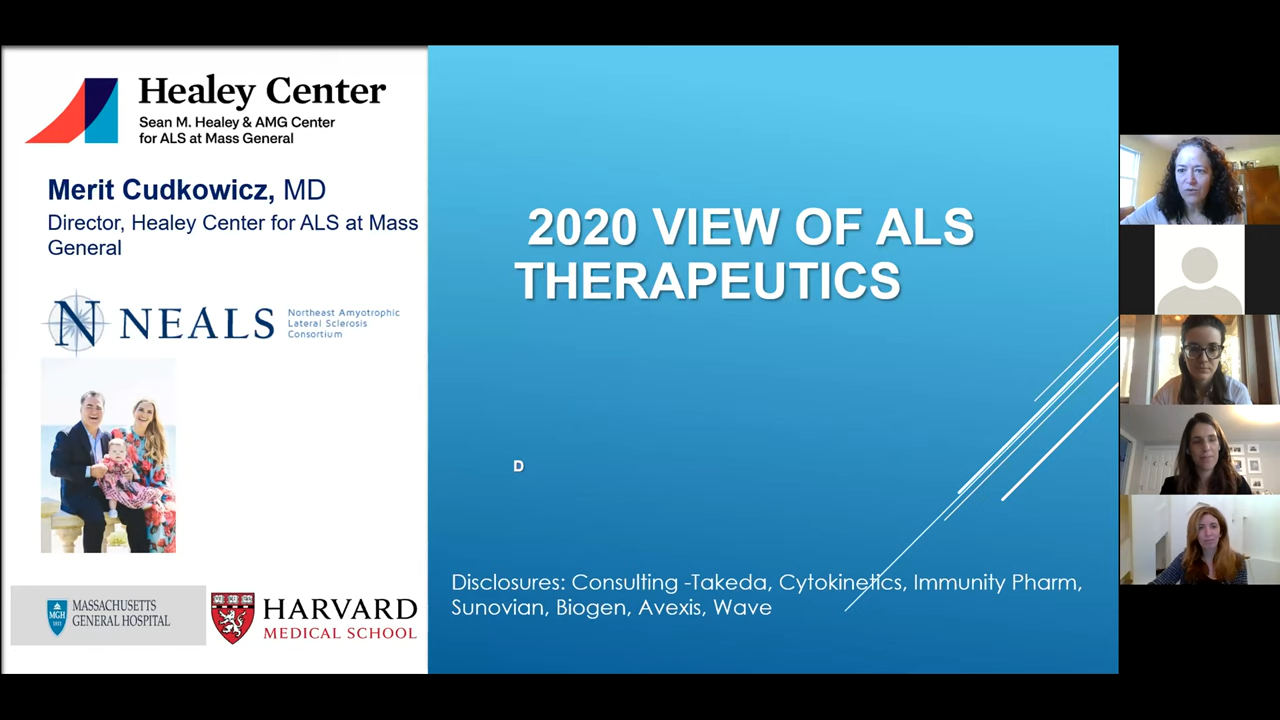 Healey Center
Sean M. Healey & AMG Center
for ALS at Mass General
Merit Cudkowicz, MD
Director, Healey Center for ALS at Mass
General
N NEALS
Northeast Amyotrophic
Lateral Sclerosis
Consortium
MGH
1811
MASSACHUSETTS
GENERAL HOSPITAL
HARVARD
MEDICAL SCHOOL
2020 VIEW OF ALS
THERAPEUTICS
D
Disclosures: Consulting -Takeda, Cytokinetics, Immunity Pharm,
Sunovian, Biogen, Avexis, Wave